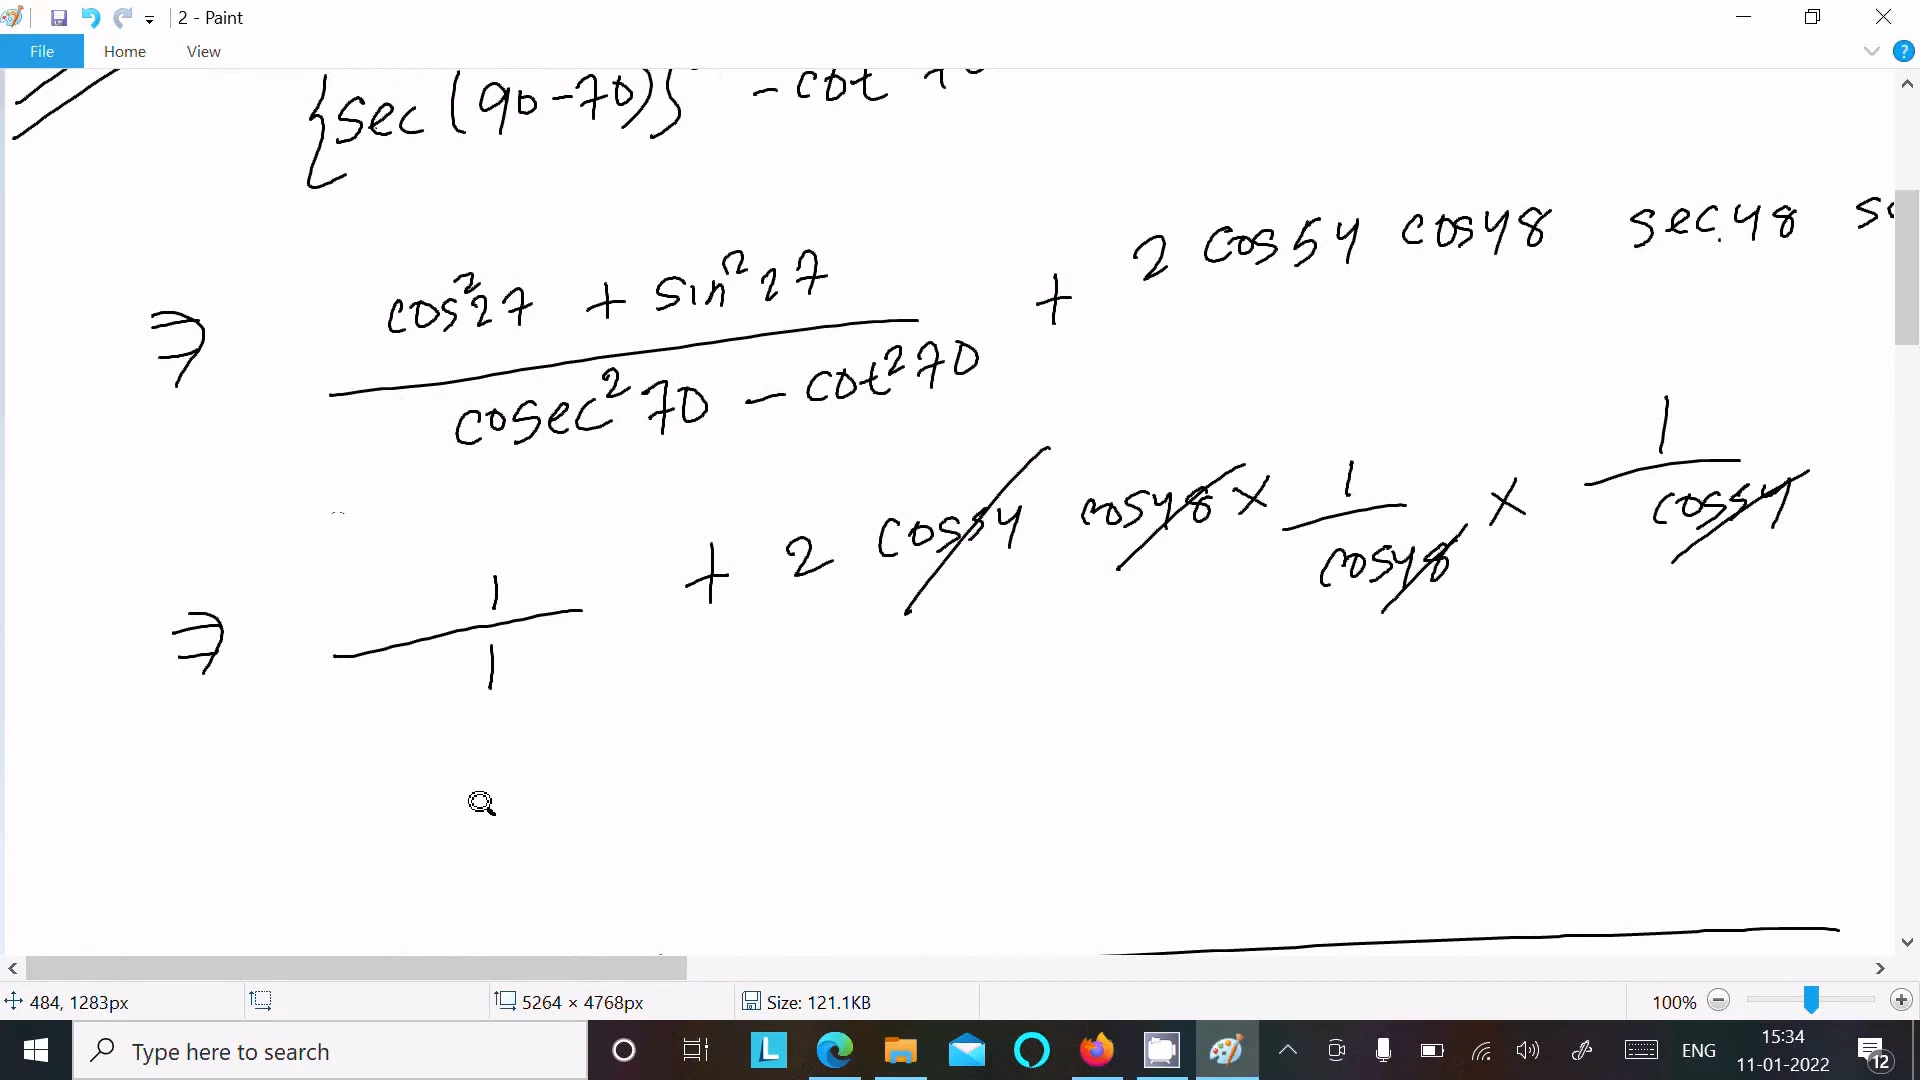 2 - Paint
File Home View
{sec (90-70)} - cot
⇒ cos²27 + sin²27 + 2 cos54 cos48 sec.48
cosec²70 - cot²70
⇒ 1 + 2 cos54 cos48 × 1 × 1
1 cos48 cos54
484, 1283px 5264 × 4768px Size: 121.1KB 100%
Type here to search ENG 15:34
11-01-2022 12